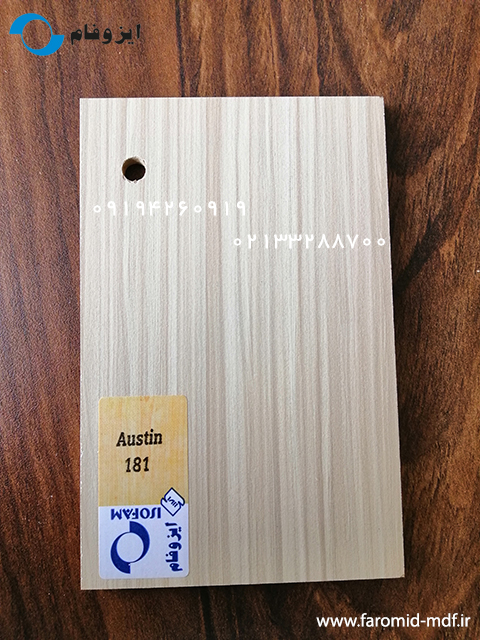 ایزوفام
۰۹۱۹۴۲۶۰۹۱۹
۰۲۱۳۳۲۸۸۷۰۰
Austin
181
ISOFAM
ایزوفام
www.faromid-mdf.ir